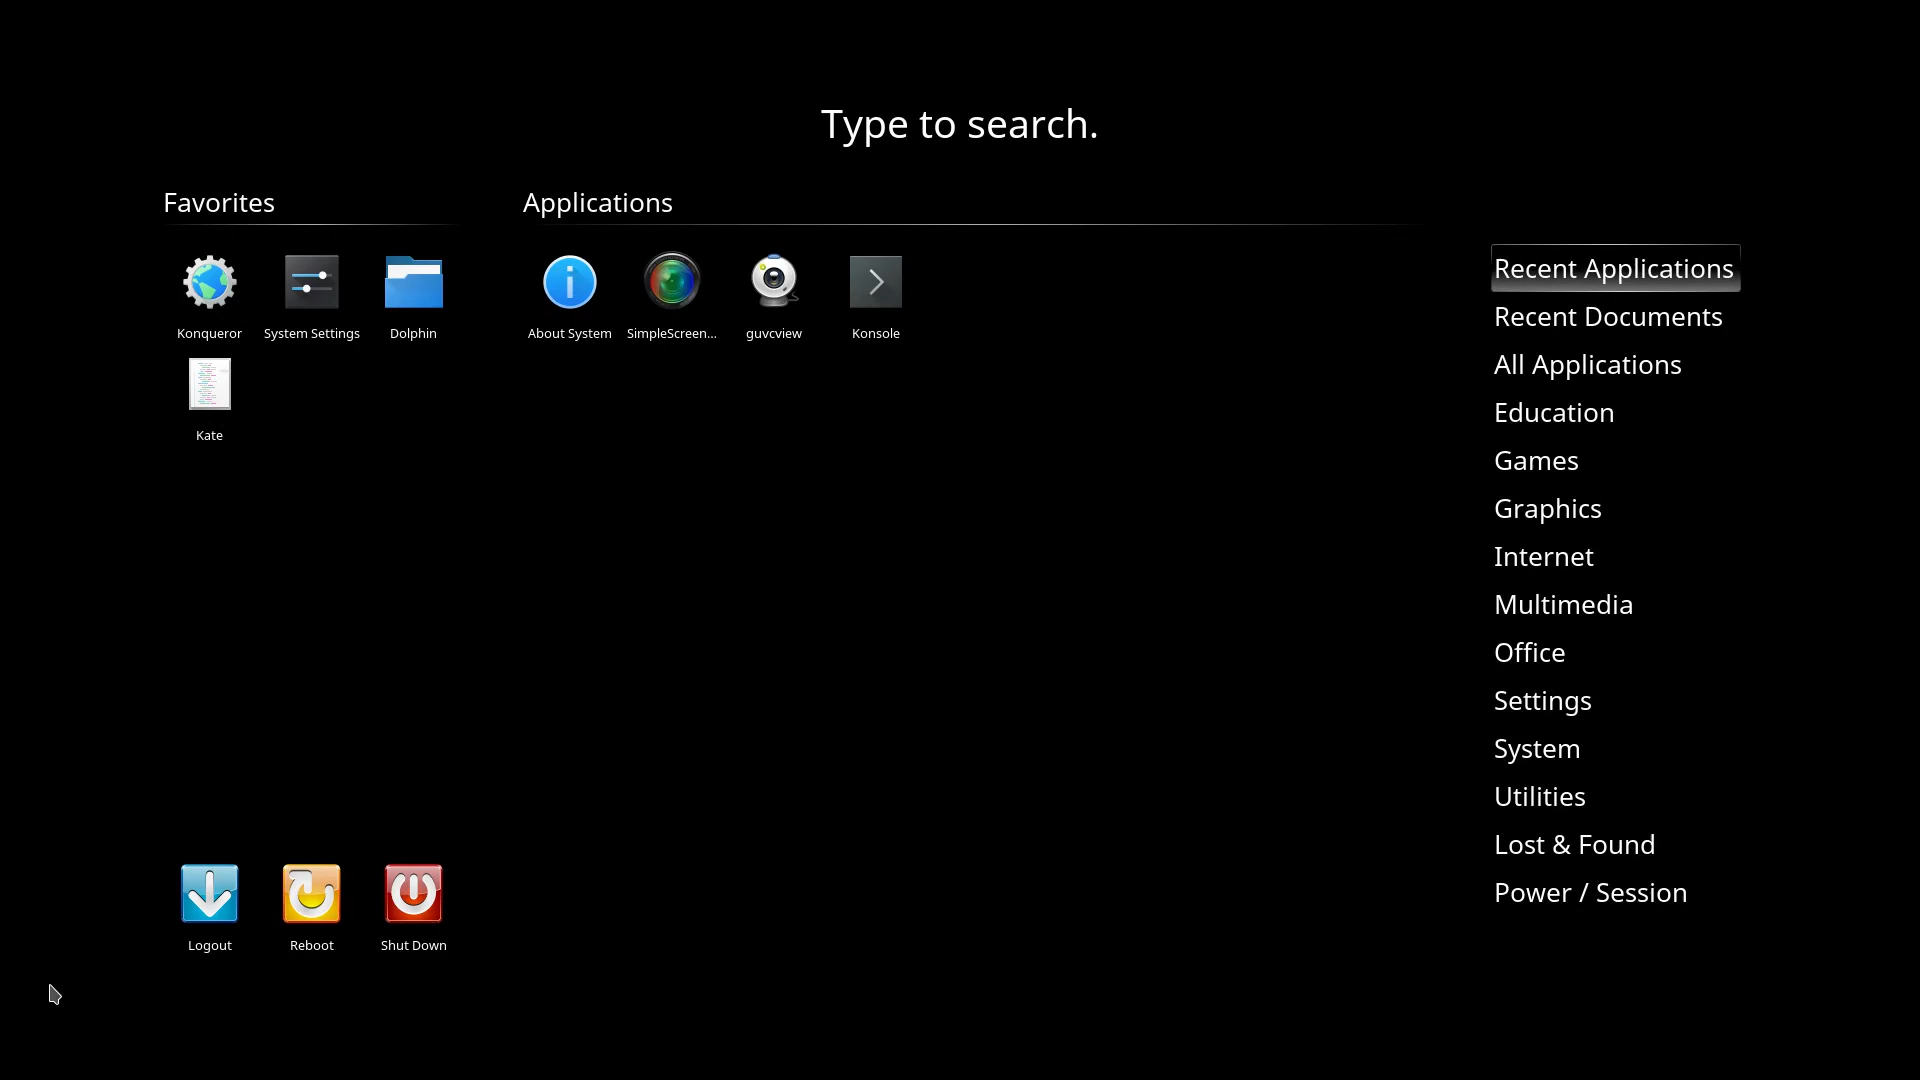 Type to search.
Favorites
Applications
Konqueror
System Settings
Dolphin
About System
SimpleScreen...
guvcview
Konsole
Kate
Recent Applications
Recent Documents
All Applications
Education
Games
Graphics
Internet
Multimedia
Office
Settings
System
Utilities
Lost & Found
Power / Session
Logout
Reboot
Shut Down